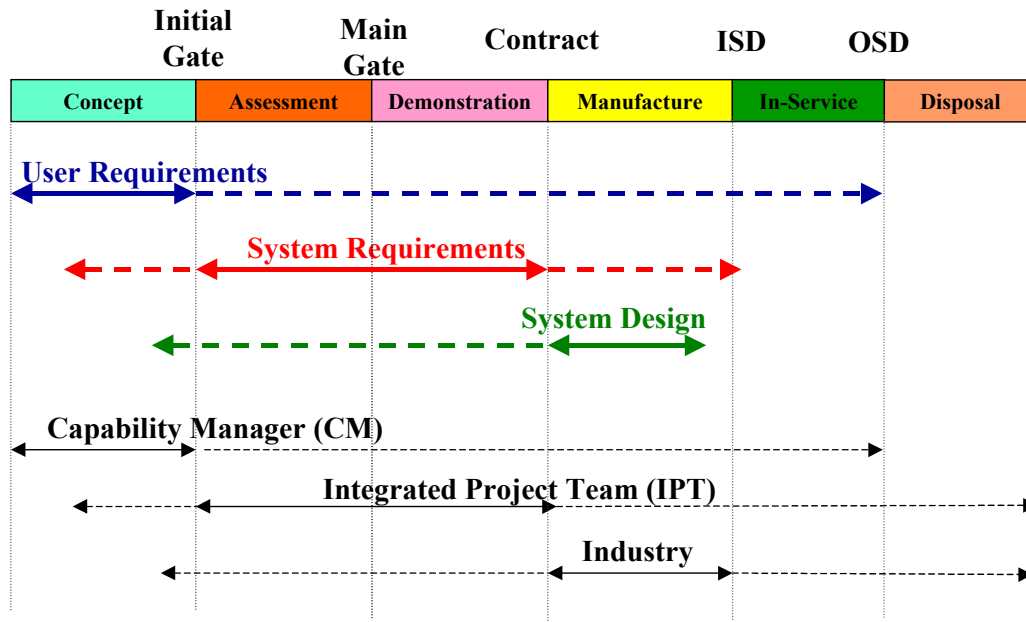 Initial
Gate
Main
Gate
Contract
ISD
OSD
Concept
Assessment
Demonstration
Manufacture
In-Service
Disposal
User Requirements
System Requirements
System Design
Capability Manager (CM)
Integrated Project Team (IPT)
Industry